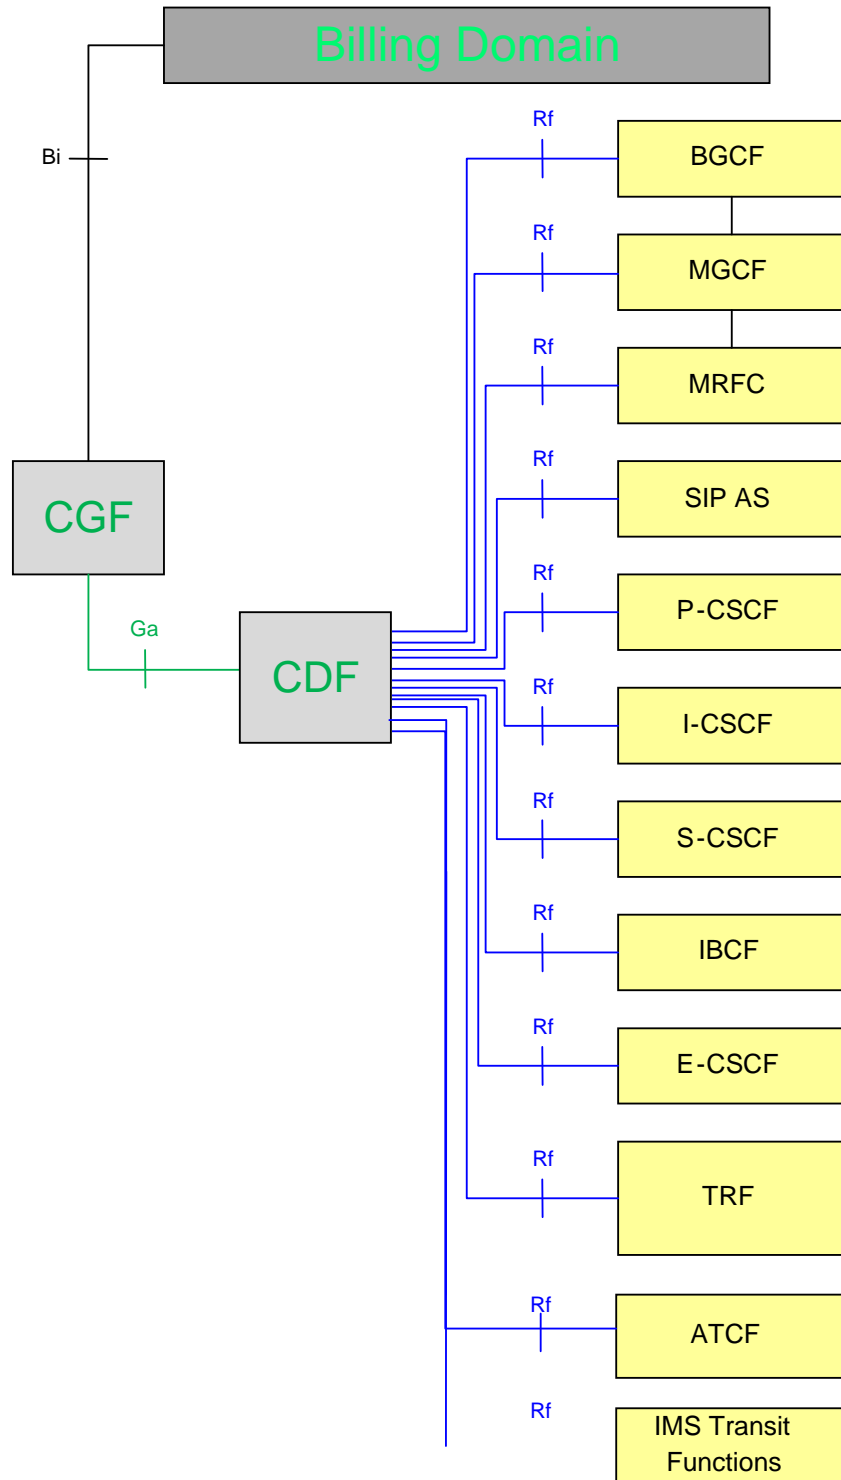 Billing Domain
Rf
BGCF
Bi
Rf
MGCF
Rf
MRFC
Rf
SIP AS
CGF
Rf
P-CSCF
Ga
CDF
Rf
I-CSCF
Rf
S-CSCF
Rf
IBCF
Rf
E-CSCF
Rf
TRF
Rf
ATCF
Rf
IMS Transit
Functions